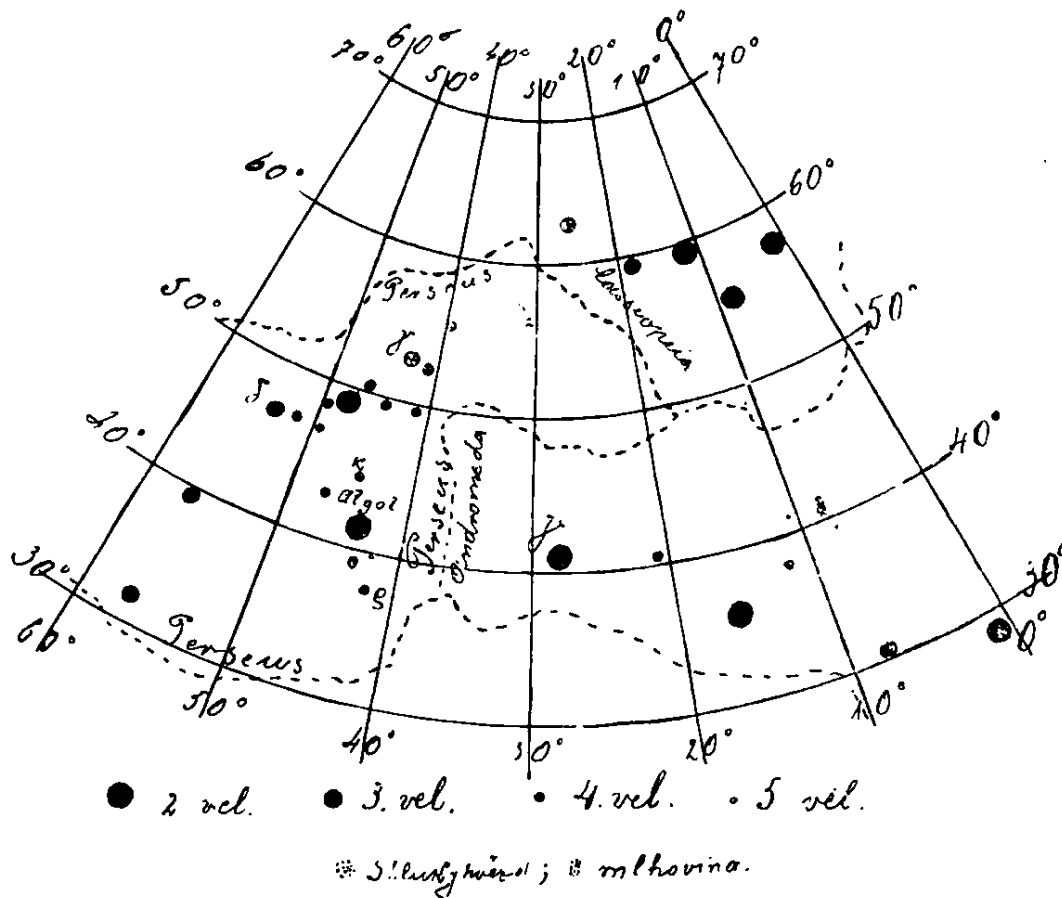 70° 60° 50° 40° 30° 20° 10° 0° 70°
60° 60°
Perseus
50° 50°
γ
δ
40° 40°
κ
algol
Perseus
Andromeda
γ
30° 30°
ρ
60° Perseus 0°
50° 10°
40° 30° 20°
2 vel. 3. vel. 4. vel. 5 vel.
; mlhovina.